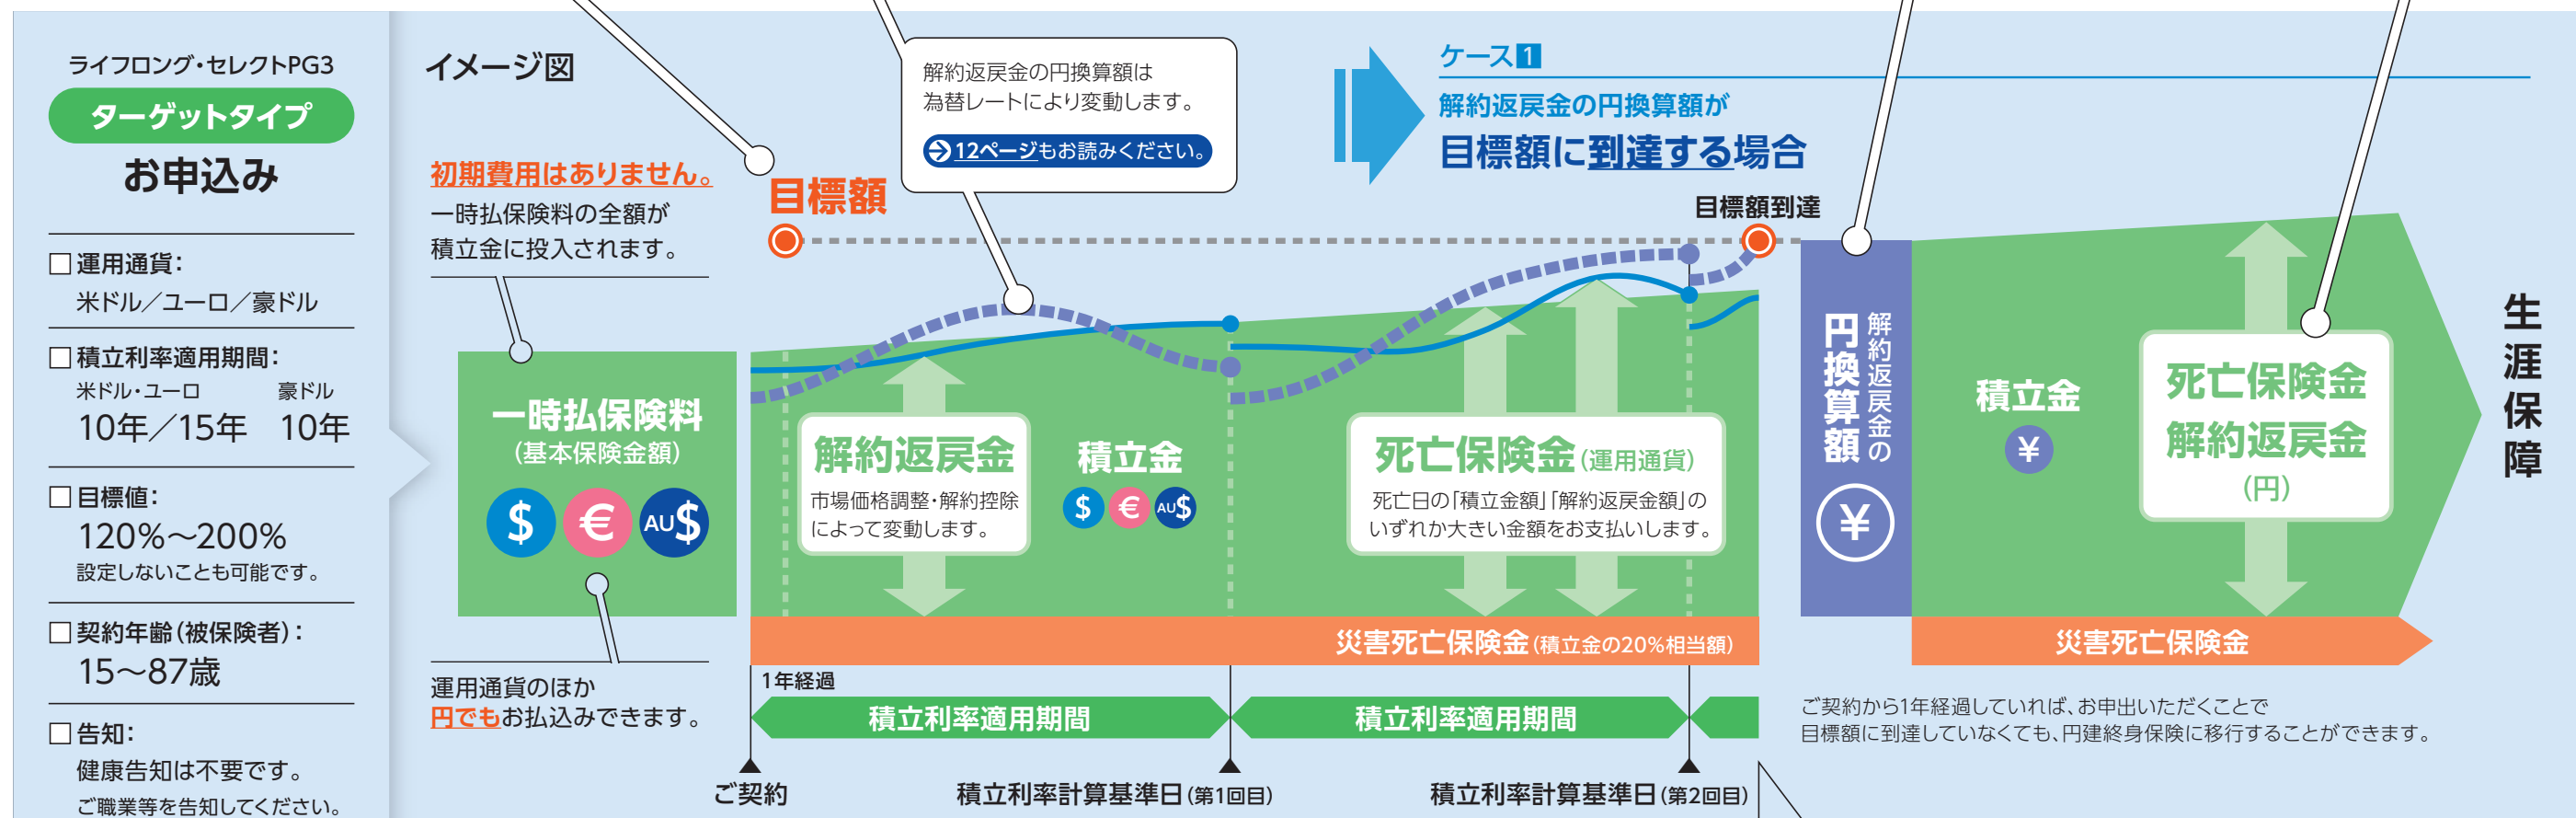 ライフロング・セレクトPG3
ターゲットタイプ
お申込み
□運用通貨:
米ドル／ユーロ／豪ドル
□積立利率適用期間:
米ドル・ユーロ 豪ドル
10年／15年 10年
□目標値:
120%〜200%
設定しないことも可能です。
□契約年齢(被保険者):
15〜87歳
□告知:
健康告知は不要です。
ご職業等を告知してください。
イメージ図
初期費用はありません。
一時払保険料の全額が
積立金に投入されます。
一時払保険料
(基本保険金額)
$ € AU$
運用通貨のほか
円でもお払込みできます。
目標額
解約返戻金の円換算額は
為替レートにより変動します。
12ページもお読みください。
ケース1
解約返戻金の円換算額が
目標額に到達する場合
目標額到達
解約返戻金
市場価格調整・解約控除
によって変動します。
積立金
$ € AU$
死亡保険金(運用通貨)
死亡日の「積立金額」「解約返戻金額」の
いずれか大きい金額をお支払いします。
災害死亡保険金(積立金の20%相当額)
1年経過
積立利率適用期間
積立利率適用期間
ご契約
積立利率計算基準日(第1回目)
積立利率計算基準日(第2回目)
解約返戻金の
円換算額
¥
積立金
¥
死亡保険金
解約返戻金
(円)
災害死亡保険金
生涯保障
ご契約から1年経過していれば、お申出いただくことで
目標額に到達していなくても、円建終身保険に移行することができます。